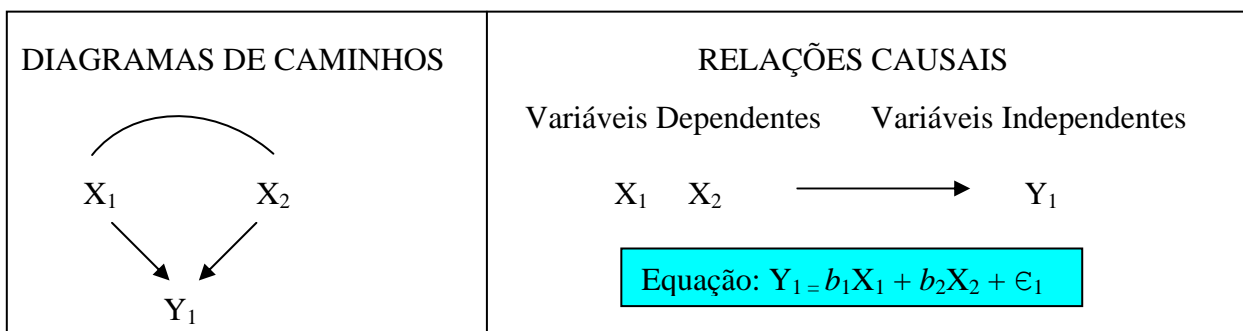 DIAGRAMAS DE CAMINHOS
X₁ X₂
Y₁
RELAÇÕES CAUSAIS
Variáveis Dependentes Variáveis Independentes
X₁ X₂ Y₁
Equação: Y₁ = b₁X₁ + b₂X₂ + ∈₁